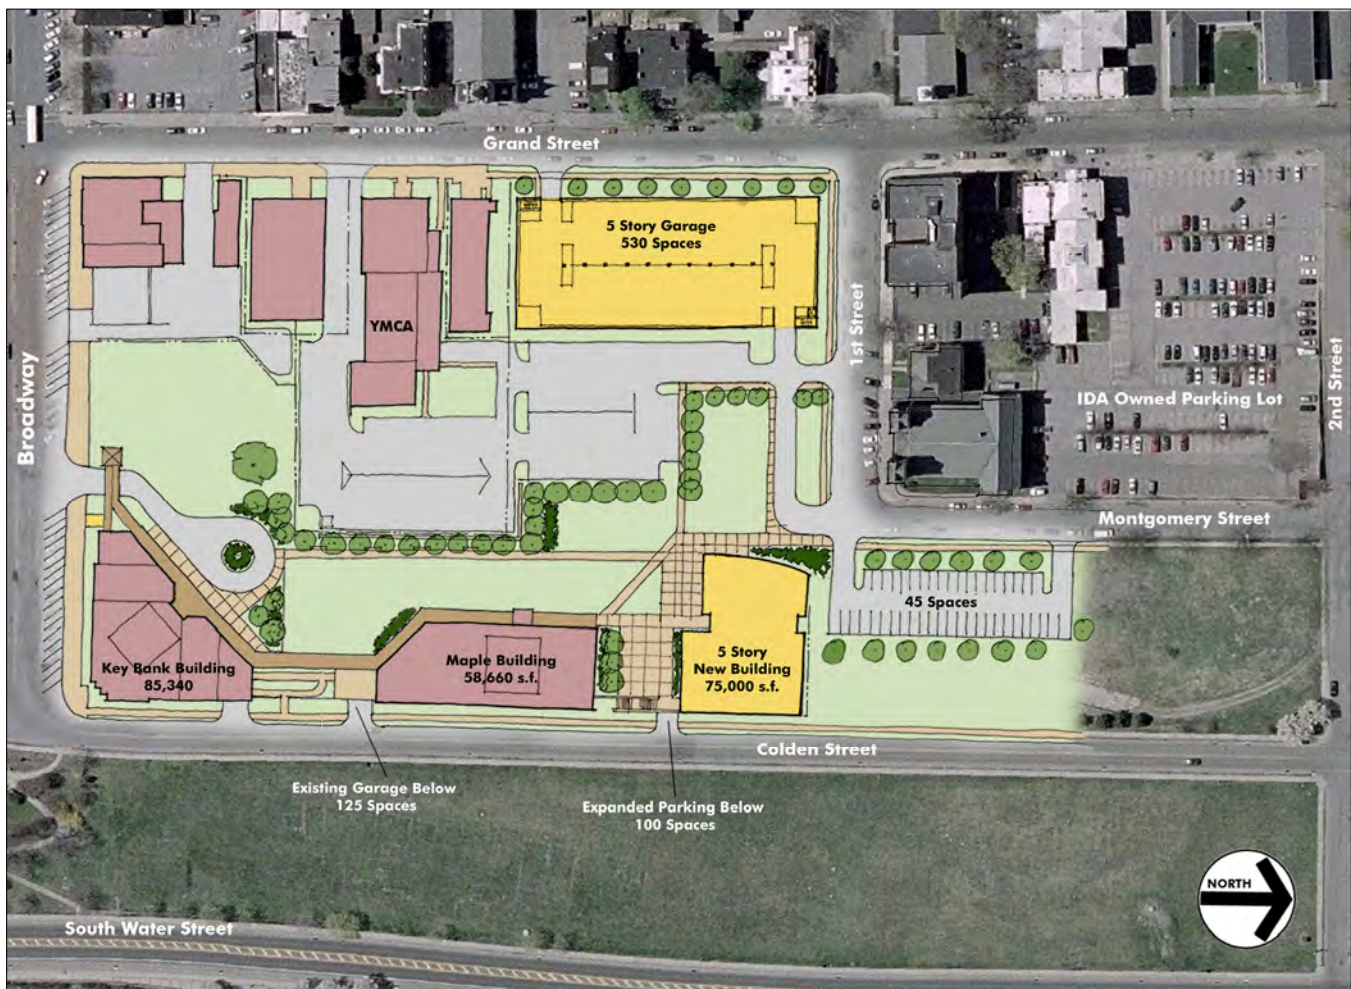 Grand Street
5 Story Garage
530 Spaces
YMCA
1st Street
Broadway
2nd Street
IDA Owned Parking Lot
Montgomery Street
45 Spaces
Key Bank Building
85,340
Maple Building
58,660 s.f.
5 Story
New Building
75,000 s.f.
Colden Street
Existing Garage Below
125 Spaces
Expanded Parking Below
100 Spaces
NORTH
South Water Street